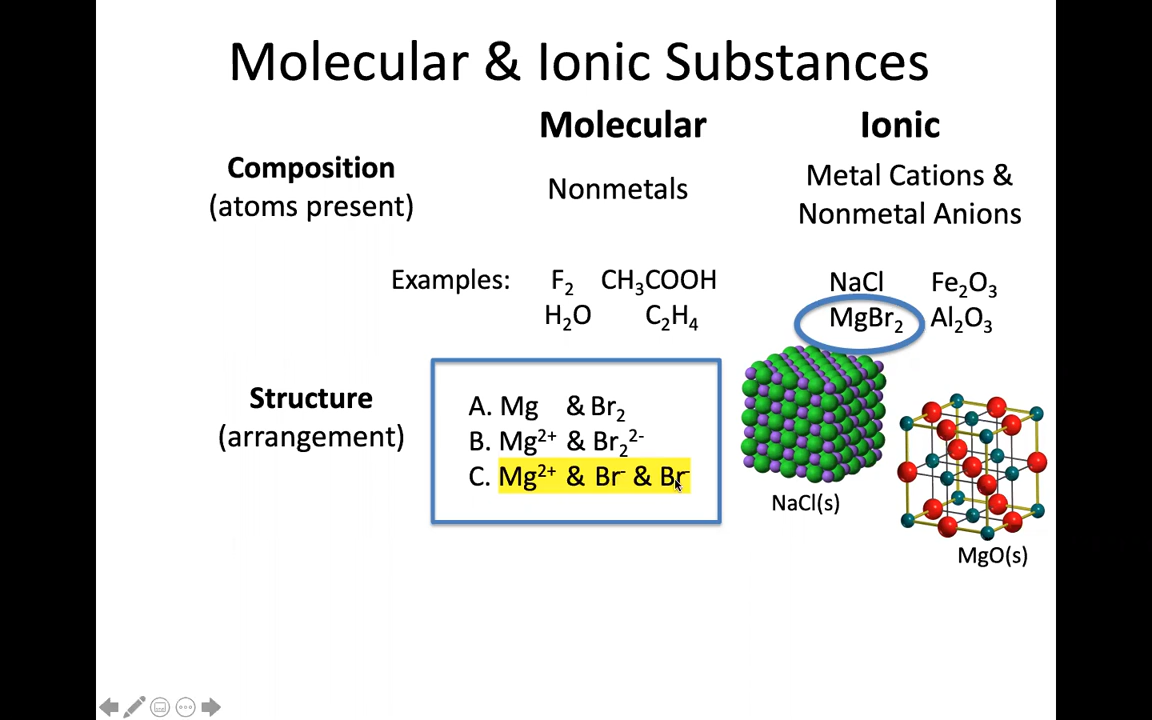 Molecular & Ionic Substances
Molecular Ionic
Composition
(atoms present)
Nonmetals
Metal Cations &
Nonmetal Anions
Examples: F₂ CH₃COOH
H₂O C₂H₄
NaCl Fe₂O₃
MgBr₂ Al₂O₃
Structure
(arrangement)
A. Mg & Br₂
B. Mg²⁺ & Br₂²⁻
C. Mg²⁺ & Br⁻ & Br⁻
NaCl(s)
MgO(s)